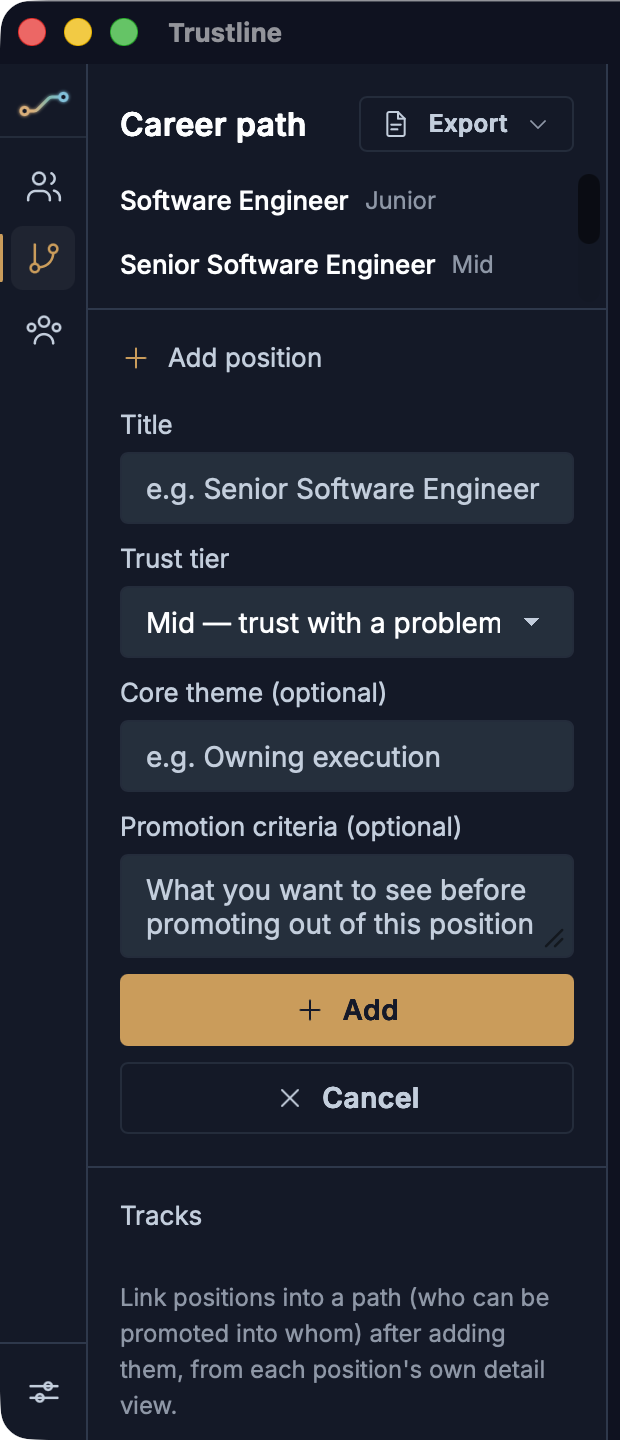 Trustline
Career path
Export
Software Engineer Junior
Senior Software Engineer Mid
Add position
Title
e.g. Senior Software Engineer
Trust tier
Mid — trust with a problem
Core theme (optional)
e.g. Owning execution
Promotion criteria (optional)
What you want to see before
promoting out of this position
Add
Cancel
Tracks
Link positions into a path (who can be
promoted into whom) after adding
them, from each position's own detail
view.